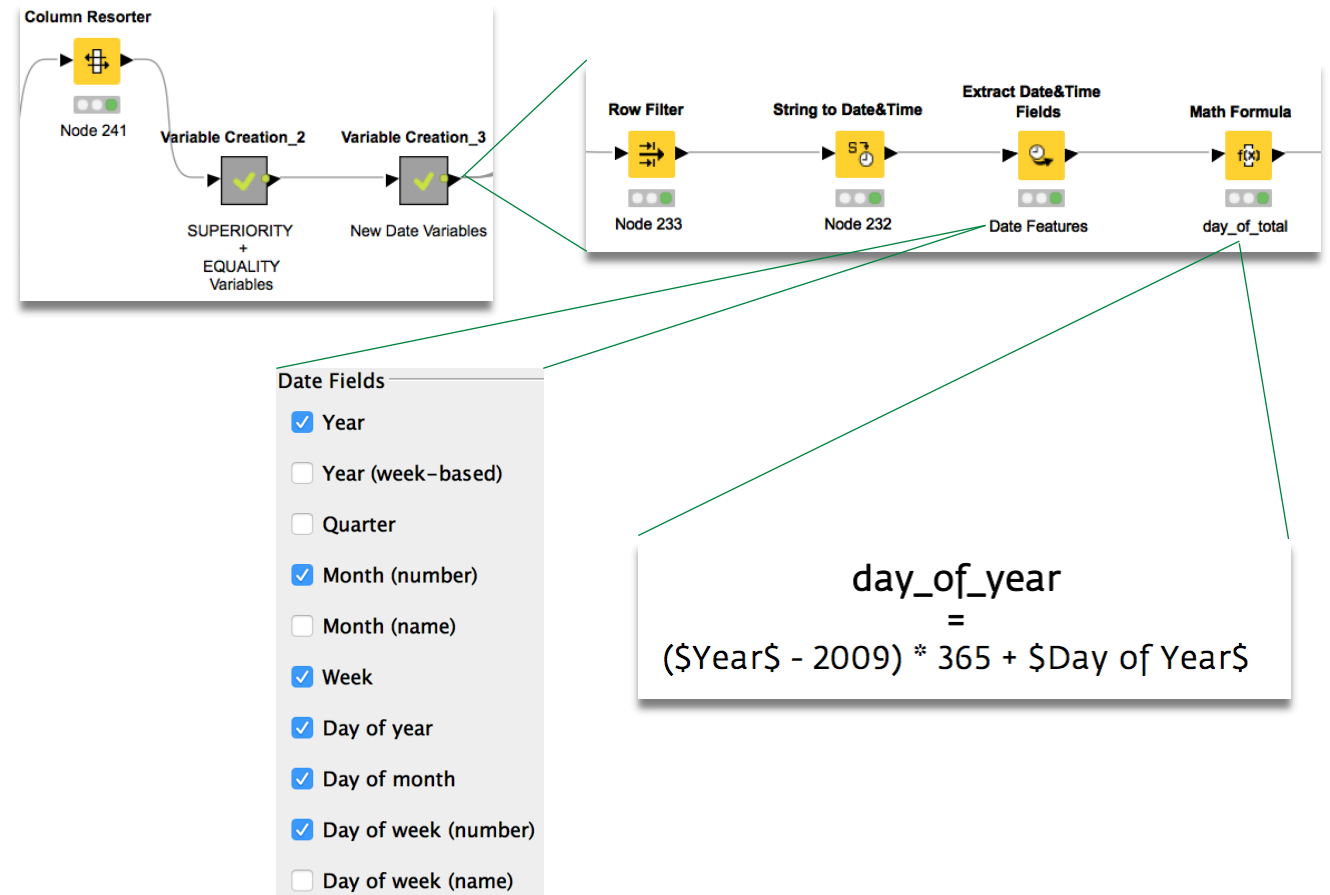 Column Resorter
Node 241
Variable Creation_2
SUPERIORITY
+
EQUALITY
Variables
Variable Creation_3
New Date Variables
Row Filter
Node 233
String to Date&Time
S
Node 232
Extract Date&Time
Fields
Date Features
Math Formula
f(x)
day_of_total
Date Fields
Year
Year (week-based)
Quarter
Month (number)
Month (name)
Week
Day of year
Day of month
Day of week (number)
Day of week (name)
day_of_year
=
($Year$ - 2009) * 365 + $Day of Year$